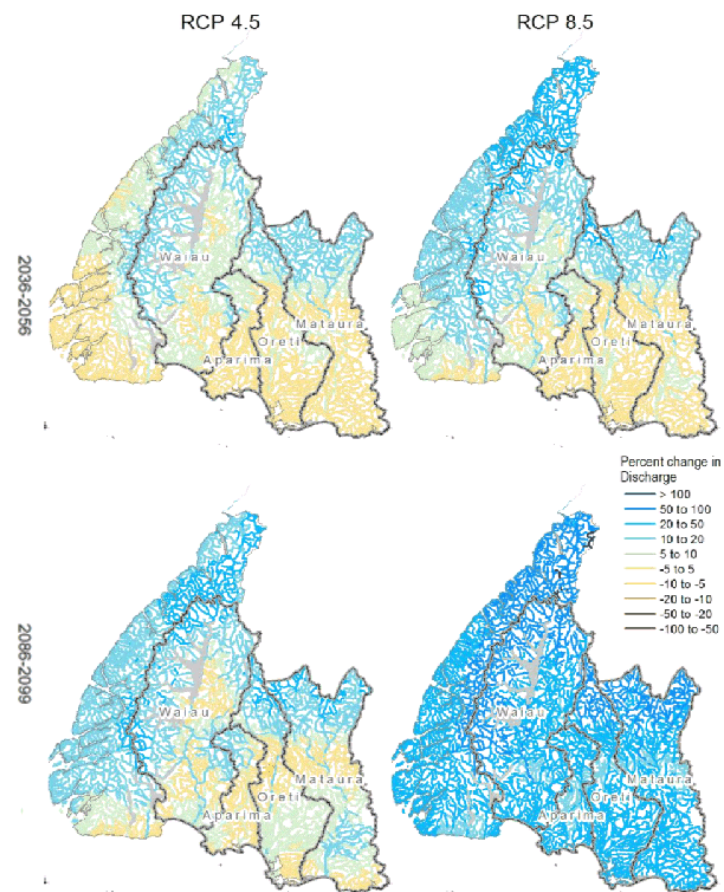 RCP 4.5
RCP 8.5
2036-2056
Waiau
Mataura
Oreti
Aparima
Waiau
Mataura
Oreti
Aparima
Percent change in
Discharge
> 100
50 to 100
20 to 50
10 to 20
5 to 10
-5 to 5
-10 to -5
-20 to -10
-50 to -20
-100 to -50
2086-2099
Waiau
Mataura
Oreti
Aparima
Waiau
Mataura
Oreti
Aparima